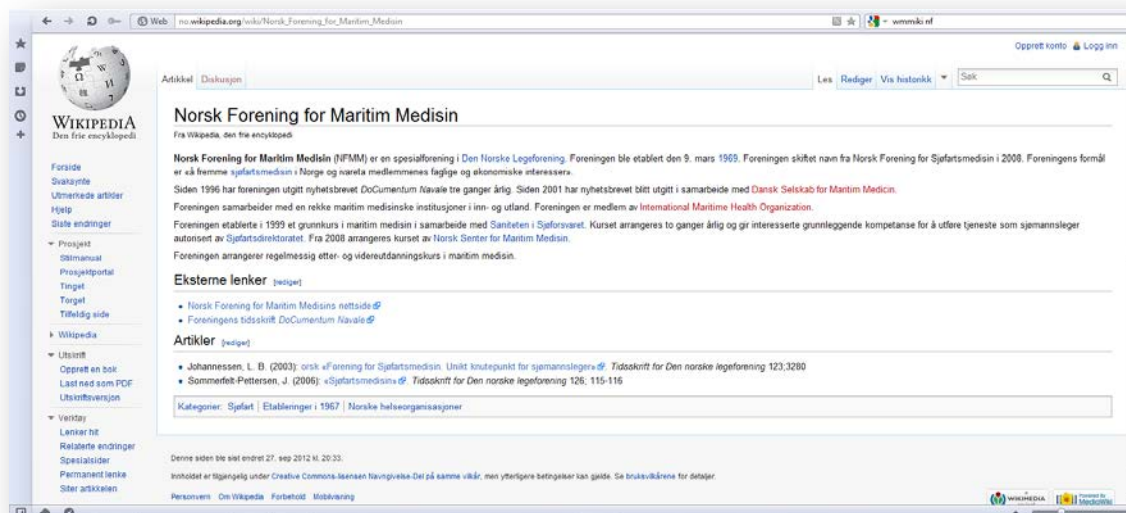 Web no.wikipedia.org/wiki/Norsk_Forening_for_Maritim_Medisin wmmiki nf
Opprett konto Logg inn
Artikkel Diskusjon Les Rediger Vis historikk Søk
WIKIPEDIA
Den frie encyklopedi
Forside
Svaksynte
Utmerkede artikler
Hjelp
Siste endringer
Prosjekt
Stilmanual
Prosjektportal
Tinget
Torget
Tilfeldig side
Wikipedia
Utskrift
Opprett en bok
Last ned som PDF
Utskriftsversjon
Verktøy
Lenker hit
Relaterte endringer
Spesialsider
Permanent lenke
Siter artikkelen
Norsk Forening for Maritim Medisin
Fra Wikipedia, den frie encyklopedi
Norsk Forening for Maritim Medisin (NFMM) er en spesialforening i Den Norske Legeforening. Foreningen ble etablert den 9. mars 1969. Foreningen skiftet navn fra Norsk Forening for Sjøfartsmedisin i 2008. Foreningens formål
er «å fremme sjøfartsmedisin i Norge og ivareta medlemmenes faglige og økonomiske interesser».
Siden 1996 har foreningen utgitt nyhetsbrevet DoCumentum Navale tre ganger årlig. Siden 2001 har nyhetsbrevet blitt utgitt i samarbeide med Dansk Selskab for Maritim Medicin.
Foreningen samarbeider med en rekke maritim medisinske institusjoner i inn- og utland. Foreningen er medlem av International Maritime Health Organization.
Foreningen etablerte i 1999 et grunnkurs i maritim medisin i samarbeide med Saniteten i Sjøforsvaret. Kurset arrangeres to ganger årlig og gir interesserte grunnleggende kompetanse for å utføre tjeneste som sjømannsleger
autorisert av Sjøfartsdirektoratet. Fra 2008 arrangeres kurset av Norsk Senter for Maritim Medisin.
Foreningen arrangerer regelmessig etter- og videreutdanningskurs i maritim medisin.
Eksterne lenker [rediger]
Norsk Forening for Maritim Medisins nettside
Foreningens tidsskrift DoCumentum Navale
Artikler [rediger]
Johannessen, L. B. (2003): orsk «Forening for Sjøfartsmedisin. Unikt knutepunkt for sjømannsleger» Tidsskrift for Den norske legeforening 123;3280
Sommerfelt-Pettersen, J. (2006): «Sjøfartsmedisin» Tidsskrift for Den norske legeforening 126; 115-116
Kategorier: Sjøfart | Etableringer i 1967 | Norske helseorganisasjoner
Denne siden ble sist endret 27. sep 2012 kl. 20:33.
Innholdet er tilgjengelig under Creative Commons-lisensen Navngivelse-Del på samme vilkår, men ytterligere betingelser kan gjelde. Se bruksvilkårene for detaljer.
Personvern Om Wikipedia Forbehold Mobilvisning
WIKIMEDIA Powered by MediaWiki